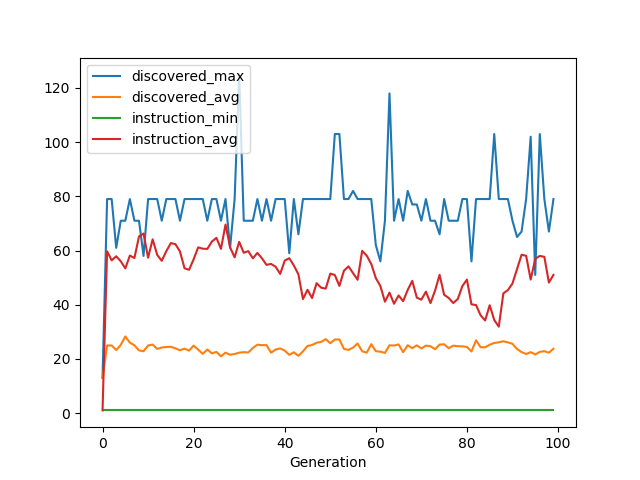 discovered_max
discovered_avg
instruction_min
instruction_avg
120
100
80
60
40
20
0
0 20 40 60 80 100
Generation